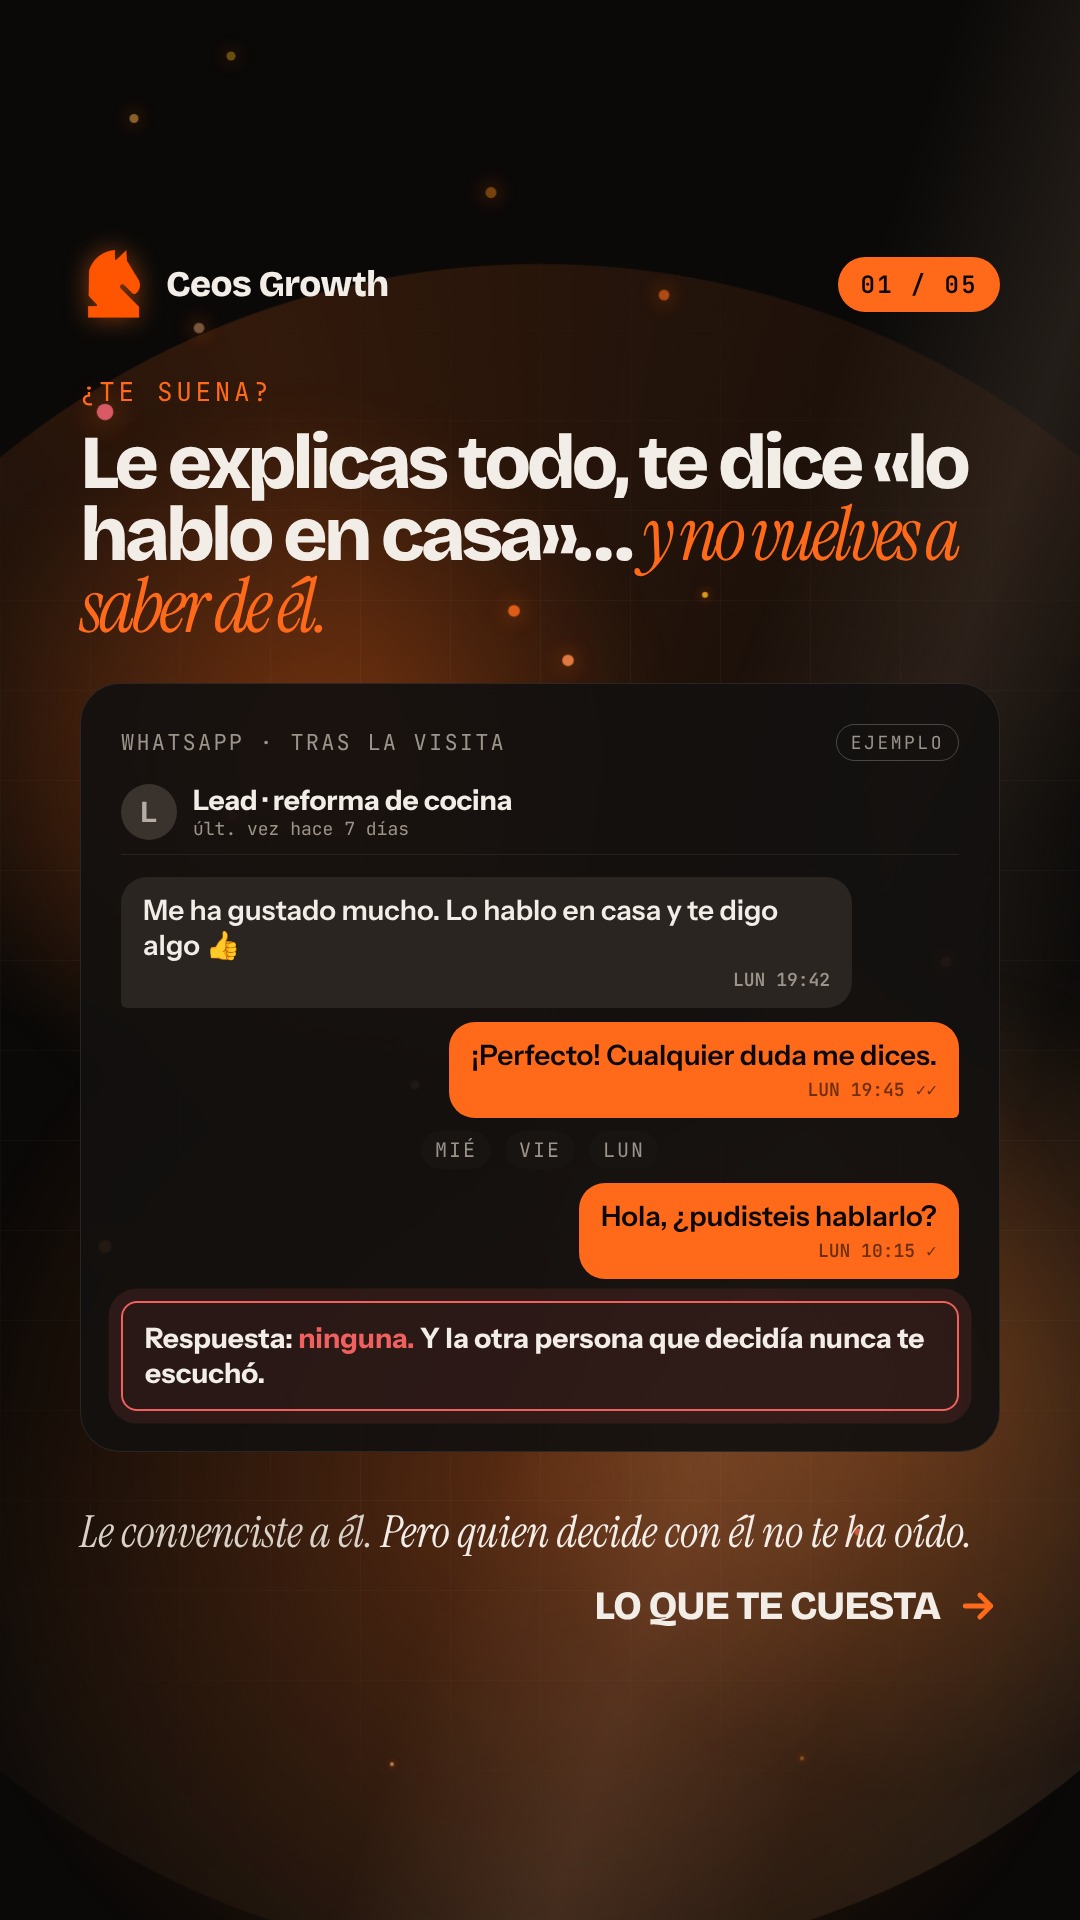 Ceos Growth
01 / 05
¿TE SUENA?
Le explicas todo, te dice «lo
hablo en casa»... y no vuelves a
saber de él.
WHATSAPP · TRAS LA VISITA
EJEMPLO
L
Lead · reforma de cocina
últ. vez hace 7 días
Me ha gustado mucho. Lo hablo en casa y te digo
algo 👍
LUN 19:42
¡Perfecto! Cualquier duda me dices.
LUN 19:45 ✓✓
MIÉ VIE LUN
Hola, ¿pudisteis hablarlo?
LUN 10:15 ✓
Respuesta: ninguna. Y la otra persona que decidía nunca te
escuchó.
Le convenciste a él. Pero quien decide con él no te ha oído.
LO QUE TE CUESTA →